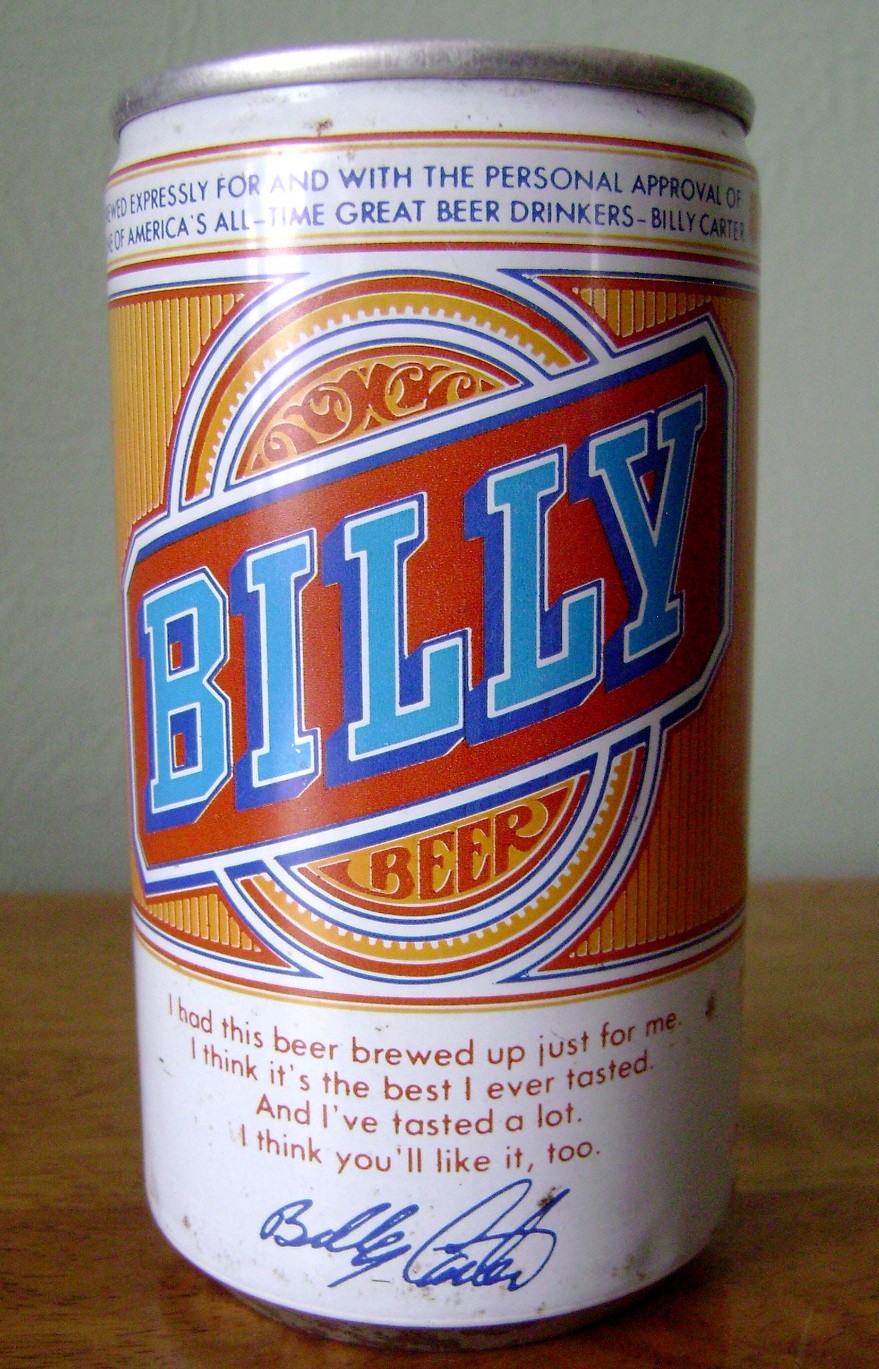 EXPRESSLY FOR AND WITH THE PERSONAL APPROVAL OF
OF AMERICA'S ALL-TIME GREAT BEER DRINKERS-BILLY CARTER
BILLY
BEER
I had this beer brewed up just for me.
I think it's the best I ever tasted.
And I've tasted a lot.
I think you'll like it, too.
Billy Carter